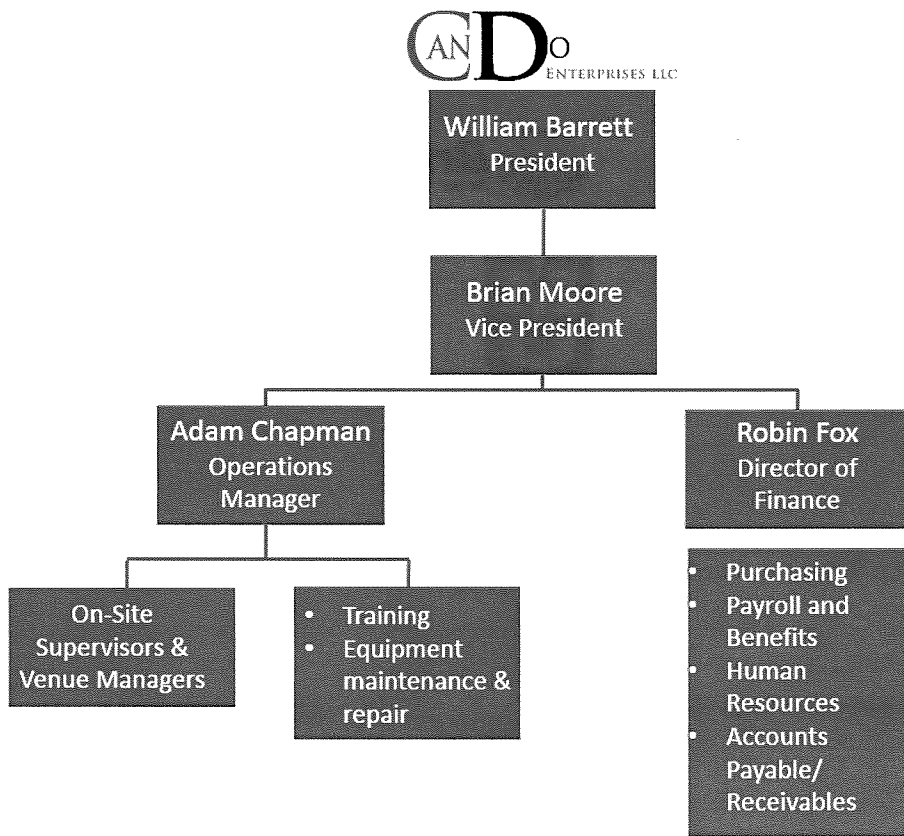 CAN DO
ENTERPRISES LLC
William Barrett
President
Brian Moore
Vice President
Adam Chapman
Operations
Manager
Robin Fox
Director of
Finance
On-Site
Supervisors &
Venue Managers
• Training
• Equipment
maintenance &
repair
• Purchasing
• Payroll and
Benefits
• Human
Resources
• Accounts
Payable/
Receivables